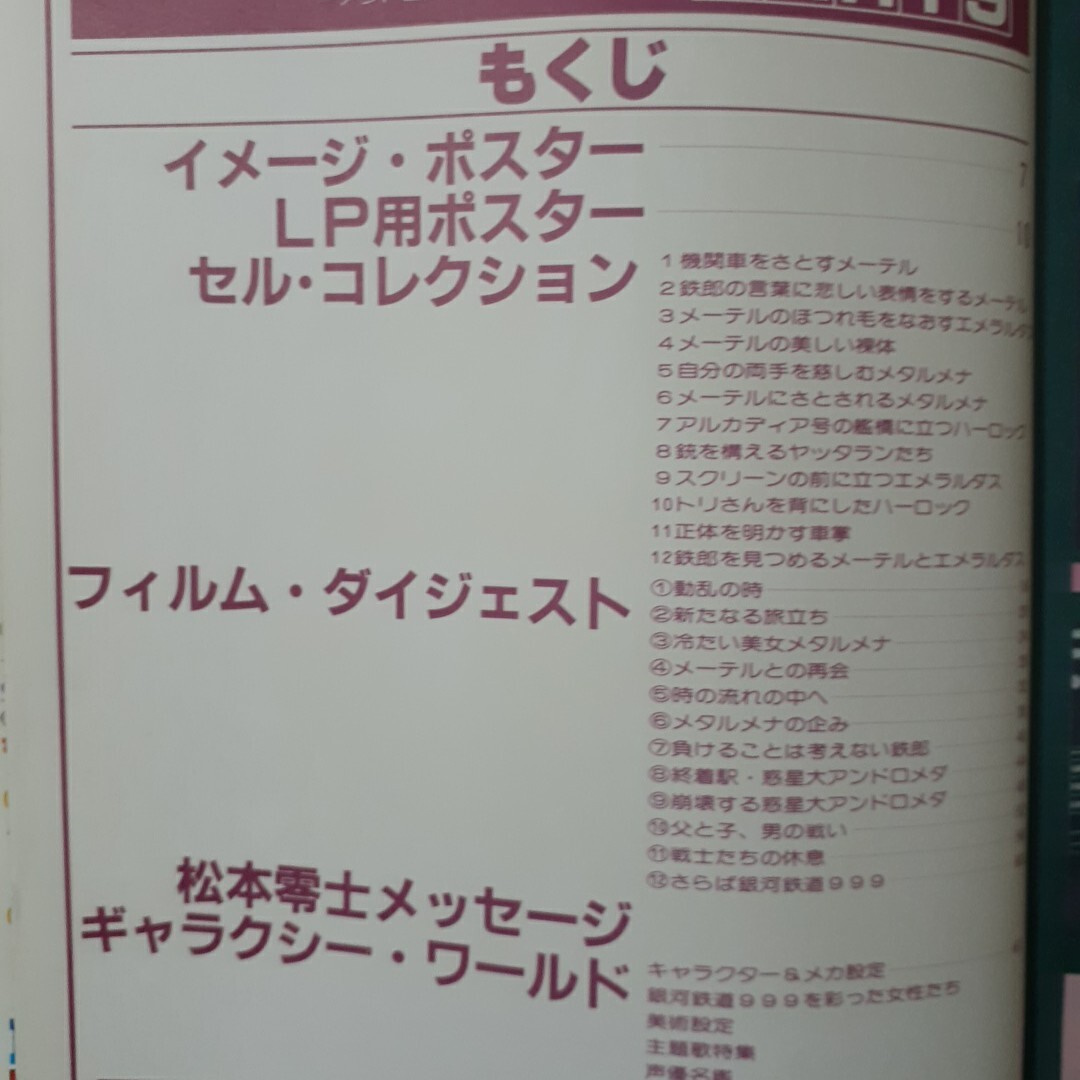 もくじ
イメージ・ポスター 7
LP用ポスター
セル・コレクション
1 機関車をさとすメーテル
2 鉄郎の言葉に悲しい表情をするメーテル
3 メーテルのほつれ毛をなおすエメラルダス
4 メーテルの美しい裸体
5 自分の両手を慈しむメタルメナ
6 メーテルにさとされるメタルメナ
7 アルカディア号の艦橋に立つハーロック
8 銃を構えるヤッタランたち
9 スクリーンの前に立つエメラルダス
10 トリさんを背にしたハーロック
11 正体を明かす車掌
12 鉄郎を見つめるメーテルとエメラルダス
フィルム・ダイジェスト
①動乱の時
②新たなる旅立ち
③冷たい美女メタルメナ
④メーテルとの再会
⑤時の流れの中へ
⑥メタルメナの企み
⑦負けることは考えない鉄郎
⑧終着駅・惑星大アンドロメダ
⑨崩壊する惑星大アンドロメダ
⑩父と子、男の戦い
⑪戦士たちの休息
⑫さらば銀河鉄道999
松本零士メッセージ
ギャラクシー・ワールド
キャラクター＆メカ設定
銀河鉄道999を彩った女性たち
美術設定
主題歌特集
声優名鑑